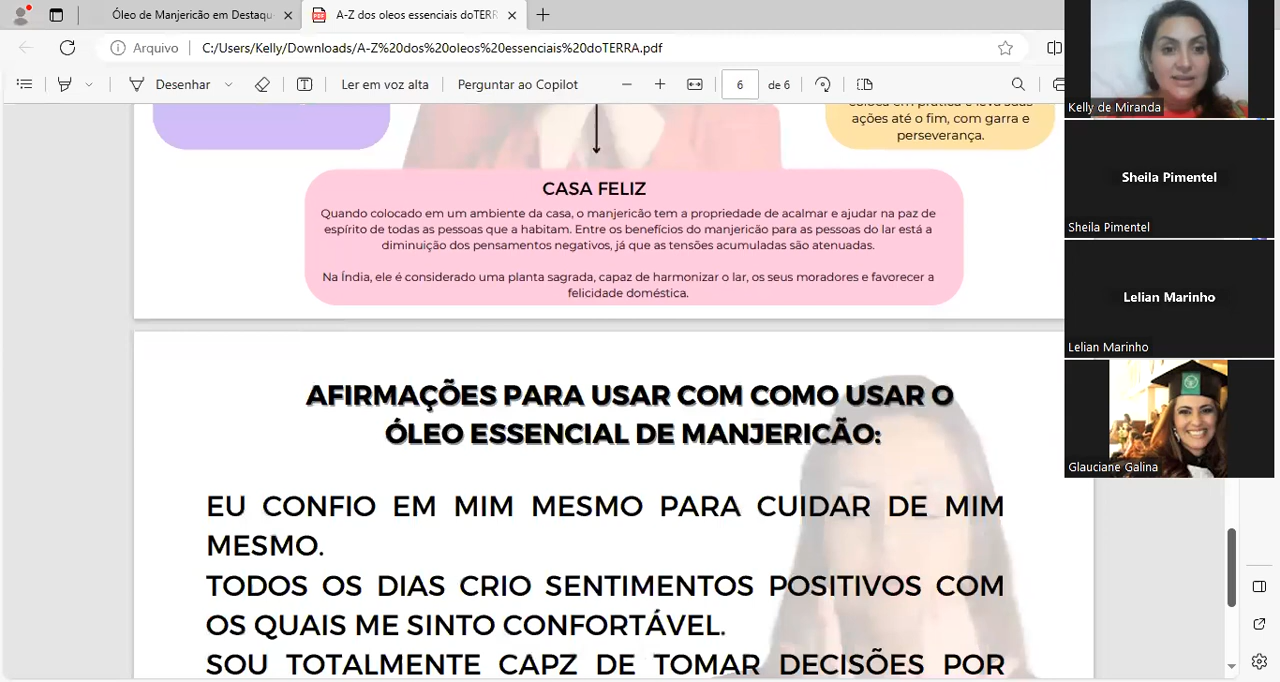 Óleo de Manjericão em Destaqu
A-Z dos oleos essenciais doTERR
Arquivo
C:/Users/Kelly/Downloads/A-Z%20dos%20oleos%20essenciais%20doTERRA.pdf
Desenhar
Ler em voz alta
Perguntar ao Copilot
6
de 6
ações até o fim, com garra e
perseverança.
CASA FELIZ
Quando colocado em um ambiente da casa, o manjericão tem a propriedade de acalmar e ajudar na paz de
espírito de todas as pessoas que a habitam. Entre os benefícios do manjericão para as pessoas do lar está a
diminuição dos pensamentos negativos, já que as tensões acumuladas são atenuadas.
Na Índia, ele é considerado uma planta sagrada, capaz de harmonizar o lar, os seus moradores e favorecer a
felicidade doméstica.
AFIRMAÇÕES PARA USAR COM COMO USAR O
ÓLEO ESSENCIAL DE MANJERICÃO:
EU CONFIO EM MIM MESMO PARA CUIDAR DE MIM
MESMO.
TODOS OS DIAS CRIO SENTIMENTOS POSITIVOS COM
OS QUAIS ME SINTO CONFORTÁVEL.
SOU TOTALMENTE CAPZ DE TOMAR DECISÕES POR
Kelly de Miranda
Sheila Pimentel
Sheila Pimentel
Lelian Marinho
Lelian Marinho
Glauciane Galina